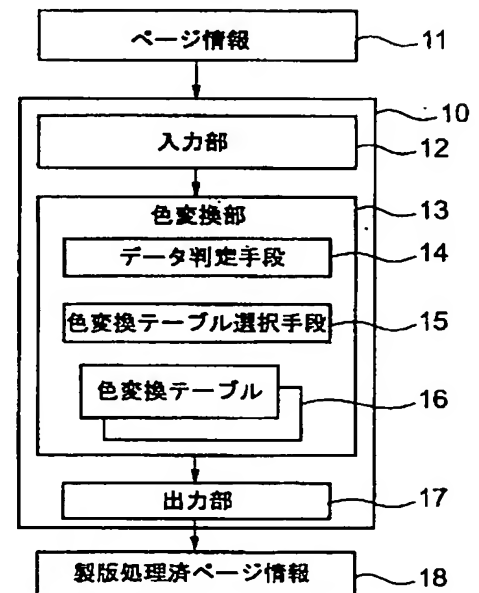 ページ情報 11
10
入力部 12
色変換部 13
データ判定手段 14
色変換テーブル選択手段 15
色変換テーブル 16
出力部 17
製版処理済ページ情報 18